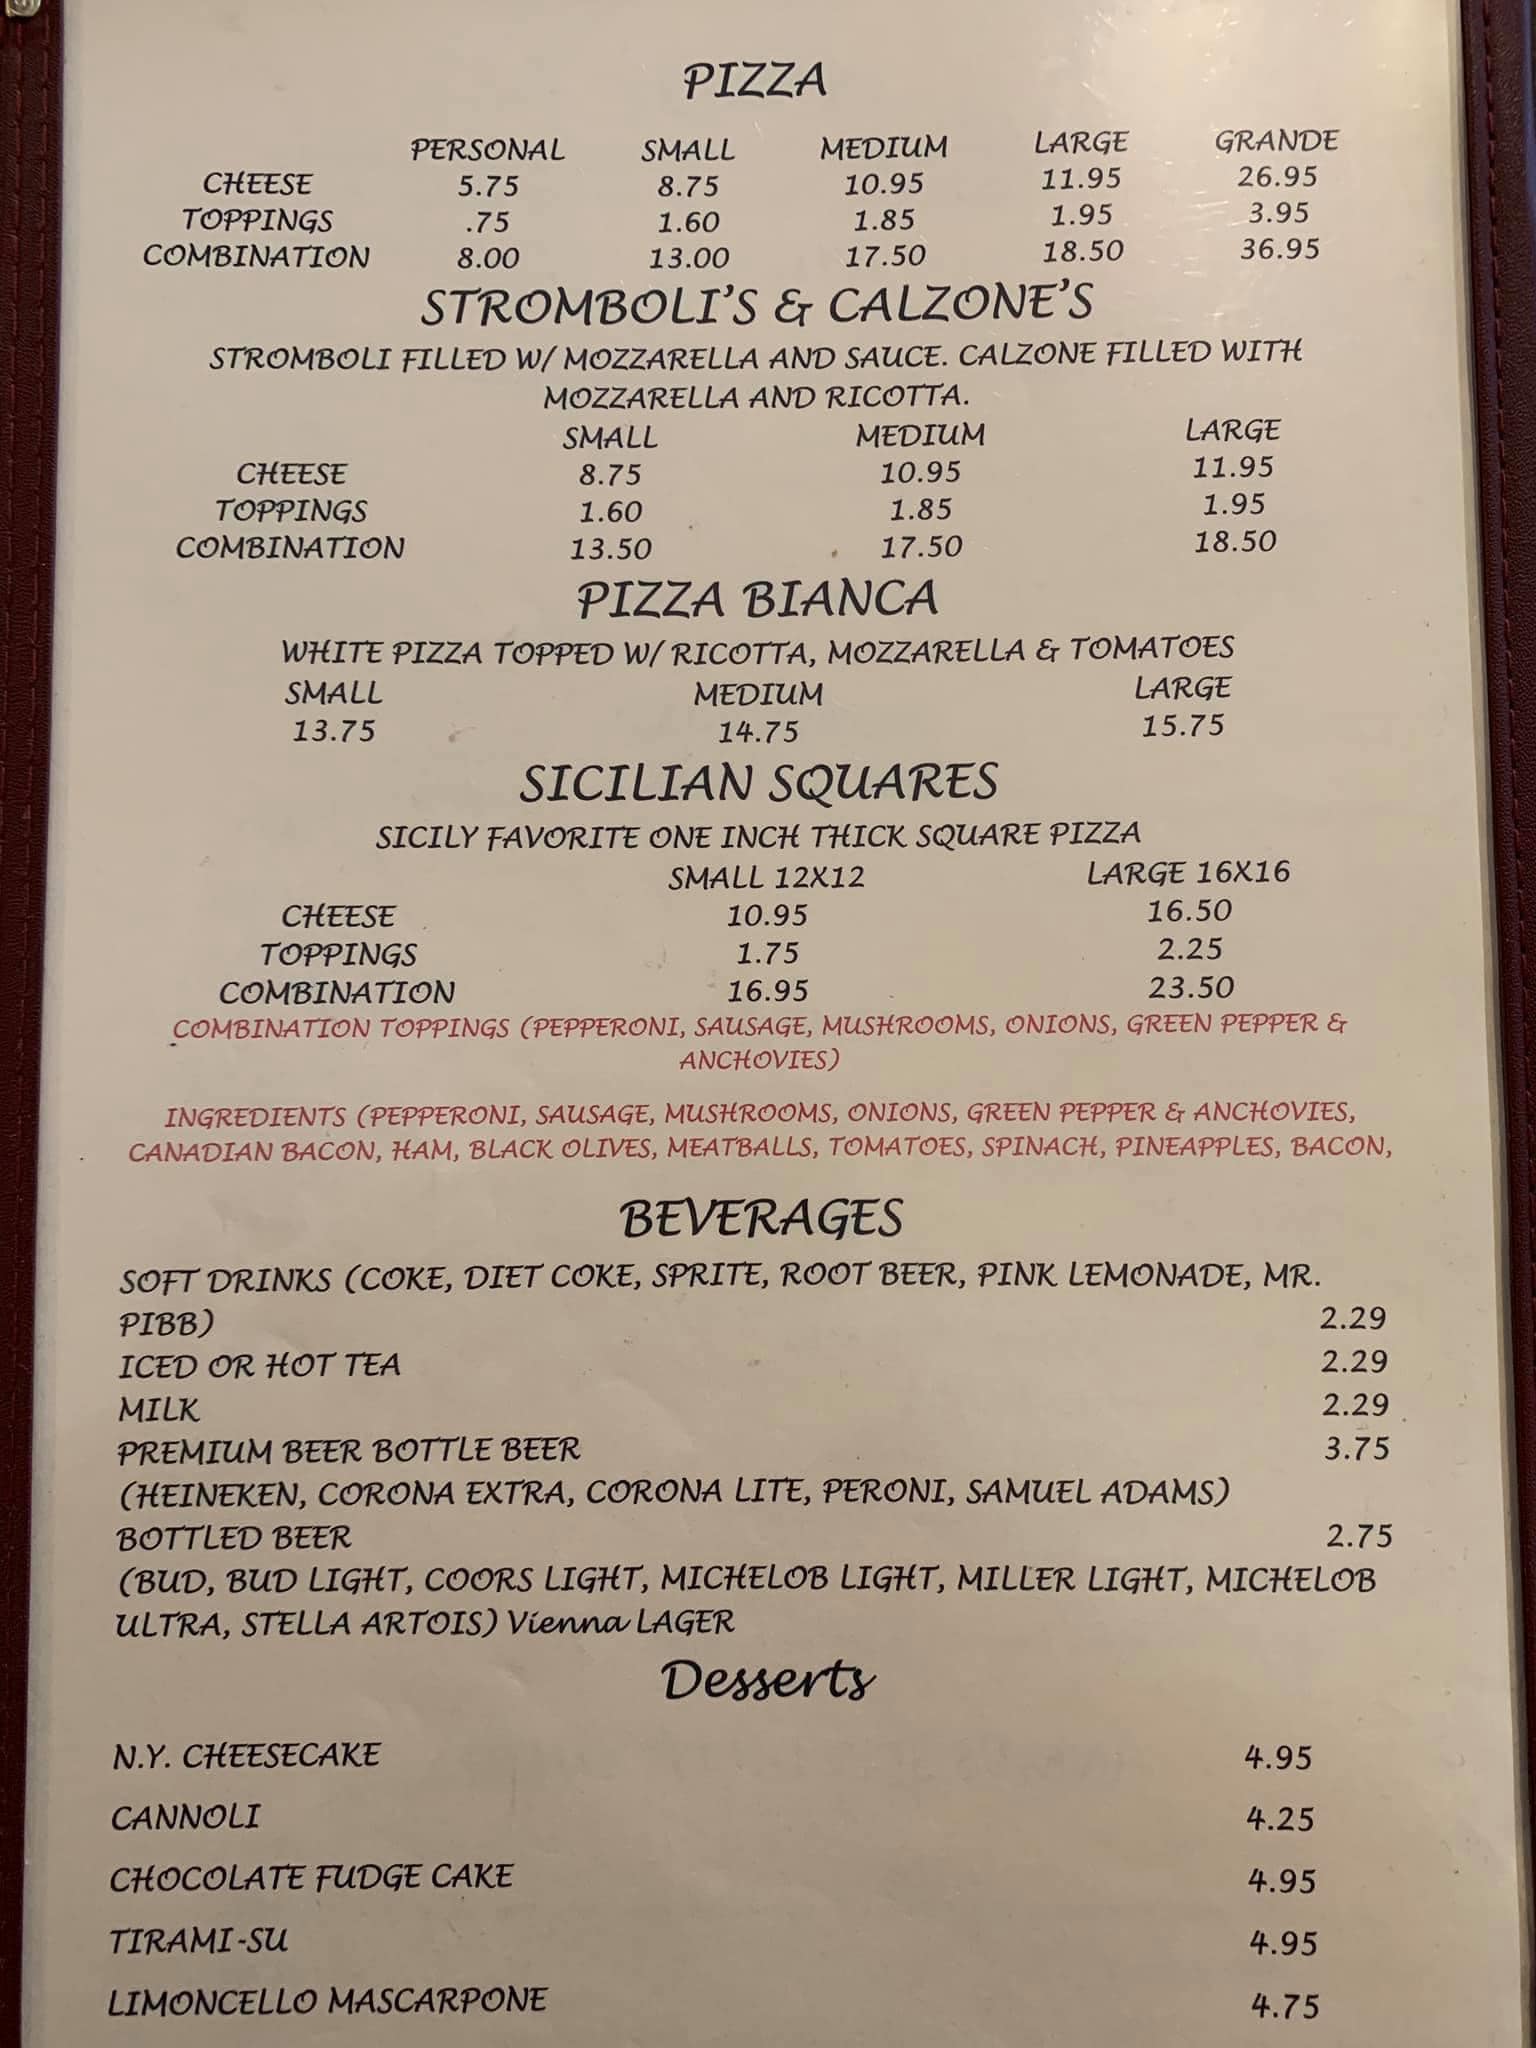 PIZZA
PERSONAL SMALL MEDIUM LARGE GRANDE
CHEESE 5.75 8.75 10.95 11.95 26.95
TOPPINGS .75 1.60 1.85 1.95 3.95
COMBINATION 8.00 13.00 17.50 18.50 36.95
STROMBOLI'S & CALZONE'S
STROMBOLI FILLED W/ MOZZARELLA AND SAUCE. CALZONE FILLED WITH
MOZZARELLA AND RICOTTA.
SMALL MEDIUM LARGE
CHEESE 8.75 10.95 11.95
TOPPINGS 1.60 1.85 1.95
COMBINATION 13.50 17.50 18.50
PIZZA BIANCA
WHITE PIZZA TOPPED W/ RICOTTA, MOZZARELLA & TOMATOES
SMALL MEDIUM LARGE
13.75 14.75 15.75
SICILIAN SQUARES
SICILY FAVORITE ONE INCH THICK SQUARE PIZZA
SMALL 12X12 LARGE 16X16
CHEESE 10.95 16.50
TOPPINGS 1.75 2.25
COMBINATION 16.95 23.50
COMBINATION TOPPINGS (PEPPERONI, SAUSAGE, MUSHROOMS, ONIONS, GREEN PEPPER &
ANCHOVIES)
INGREDIENTS (PEPPERONI, SAUSAGE, MUSHROOMS, ONIONS, GREEN PEPPER & ANCHOVIES,
CANADIAN BACON, HAM, BLACK OLIVES, MEATBALLS, TOMATOES, SPINACH, PINEAPPLES, BACON,
BEVERAGES
SOFT DRINKS (COKE, DIET COKE, SPRITE, ROOT BEER, PINK LEMONADE, MR.
PIBB) 2.29
ICED OR HOT TEA 2.29
MILK 2.29
PREMIUM BEER BOTTLE BEER 3.75
(HEINEKEN, CORONA EXTRA, CORONA LITE, PERONI, SAMUEL ADAMS)
BOTTLED BEER 2.75
(BUD, BUD LIGHT, COORS LIGHT, MICHELOB LIGHT, MILLER LIGHT, MICHELOB
ULTRA, STELLA ARTOIS) Vienna LAGER
Desserts
N.Y. CHEESECAKE 4.95
CANNOLI 4.25
CHOCOLATE FUDGE CAKE 4.95
TIRAMI-SU 4.95
LIMONCELLO MASCARPONE 4.75